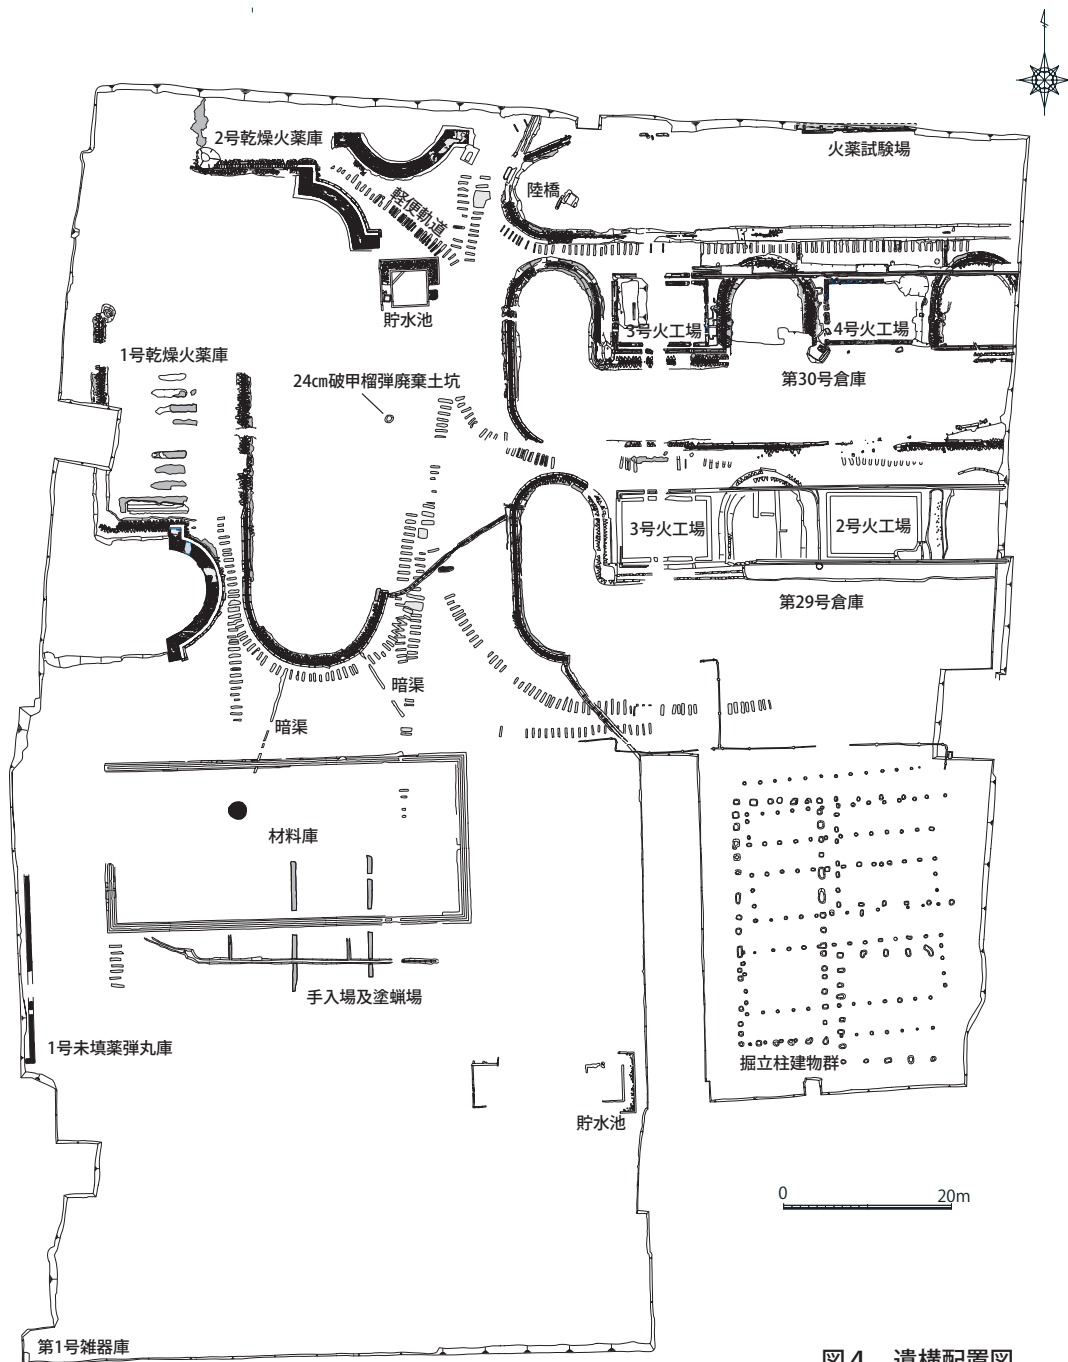 2号乾燥火薬庫
火薬試験場
陸橋
軽便軌道
貯水池
3号火工場
4号火工場
1号乾燥火薬庫
24㎝破甲榴弾廃棄土坑
第30号倉庫
3号火工場
2号火工場
第29号倉庫
暗渠
暗渠
材料庫
手入場及塗蝋場
1号未填薬弾丸庫
掘立柱建物群
貯水池
0 20m
第1号雑器庫
図4 遺構配置図